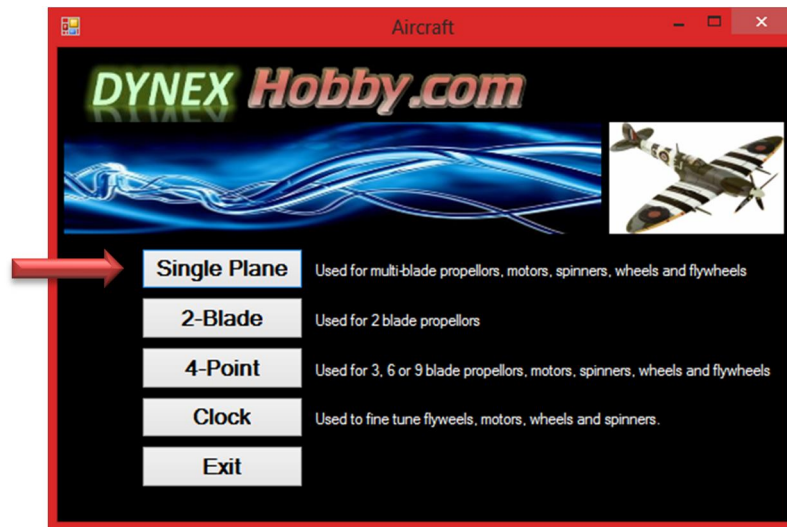 Aircraft
DYNEX Hobby.com
Single Plane Used for multi-blade propellors, motors, spinners, wheels and flywheels
2-Blade Used for 2 blade propellors
4-Point Used for 3, 6 or 9 blade propellors, motors, spinners, wheels and flywheels
Clock Used to fine tune flyweels, motors, wheels and spinners.
Exit